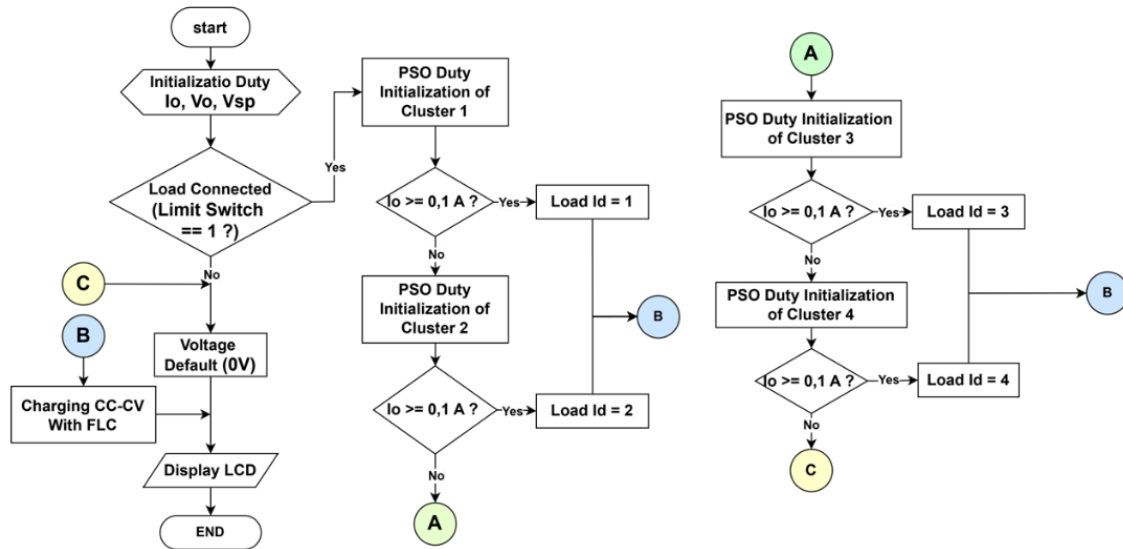 start
Initializatio Duty
Io, Vo, Vsp
Load Connected
(Limit Switch
== 1 ?)
Yes
No
C
B
Voltage
Default (0V)
Charging CC-CV
With FLC
Display LCD
END
PSO Duty
Initialization of
Cluster 1
Io >= 0,1 A ?
Yes
Load Id = 1
No
PSO Duty
Initialization of
Cluster 2
B
Io >= 0,1 A ?
Yes
Load Id = 2
No
A
A
PSO Duty Initialization
of Cluster 3
Io >= 0,1 A ?
Yes
Load Id = 3
No
PSO Duty Initialization
of Cluster 4
B
Io >= 0,1 A ?
Yes
Load Id = 4
No
C